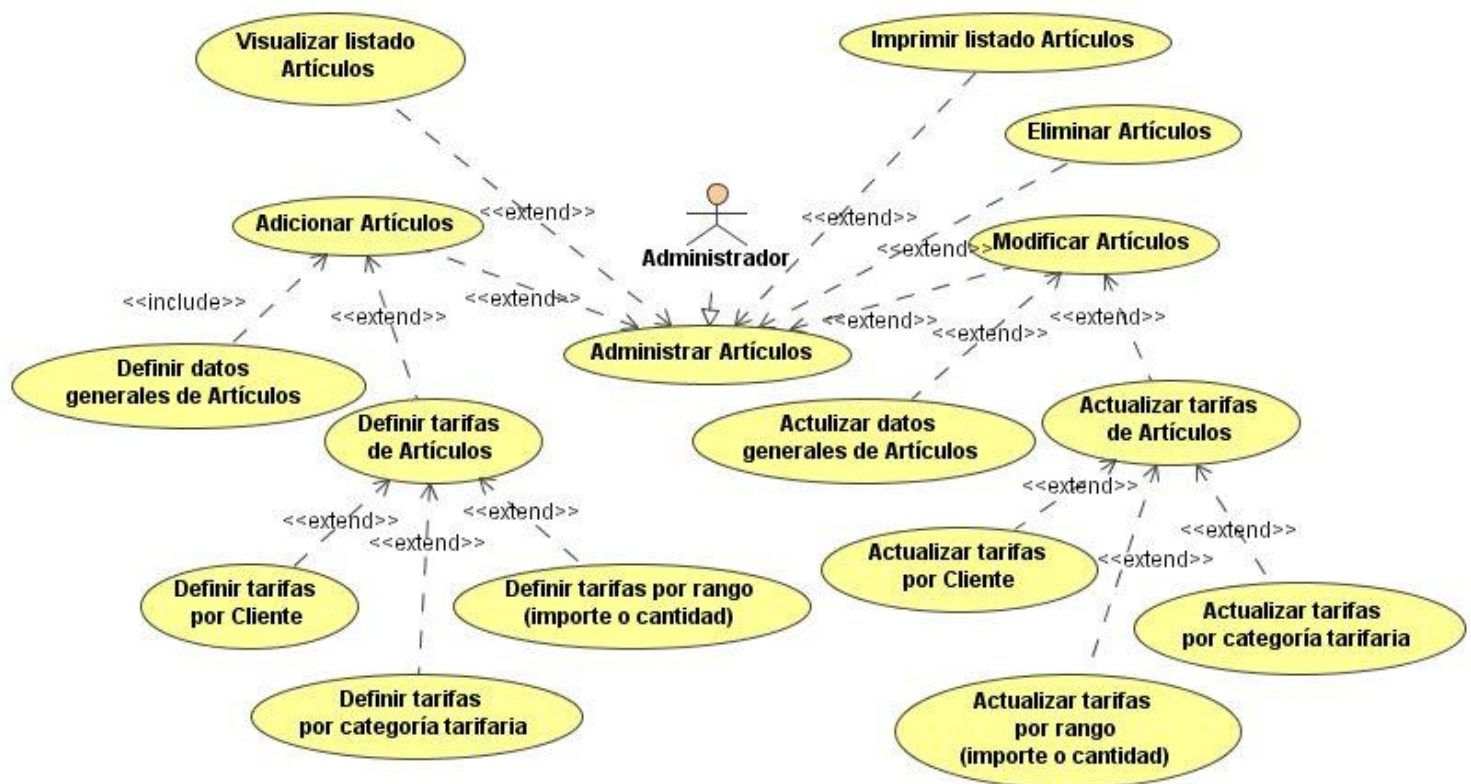 Visualizar listado
Artículos
Imprimir listado Artículos
Eliminar Artículos
Adicionar Artículos
<<extend>>
Administrador
<<extend>>
<<extend>>
Modificar Artículos
<<include>>
<<extend>>
<<extend>>
<<extend>>
<<extend>>
<<extend>>
Administrar Artículos
Definir datos
generales de Artículos
Definir tarifas
de Artículos
Actulizar datos
generales de Artículos
Actualizar tarifas
de Artículos
<<extend>>
<<extend>>
<<extend>>
<<extend>>
<<extend>>
<<extend>>
Definir tarifas
por Cliente
Definir tarifas por rango
(importe o cantidad)
Actualizar tarifas
por Cliente
Actualizar tarifas
por categoría tarifaria
Definir tarifas
por categoría tarifaria
Actualizar tarifas
por rango
(importe o cantidad)